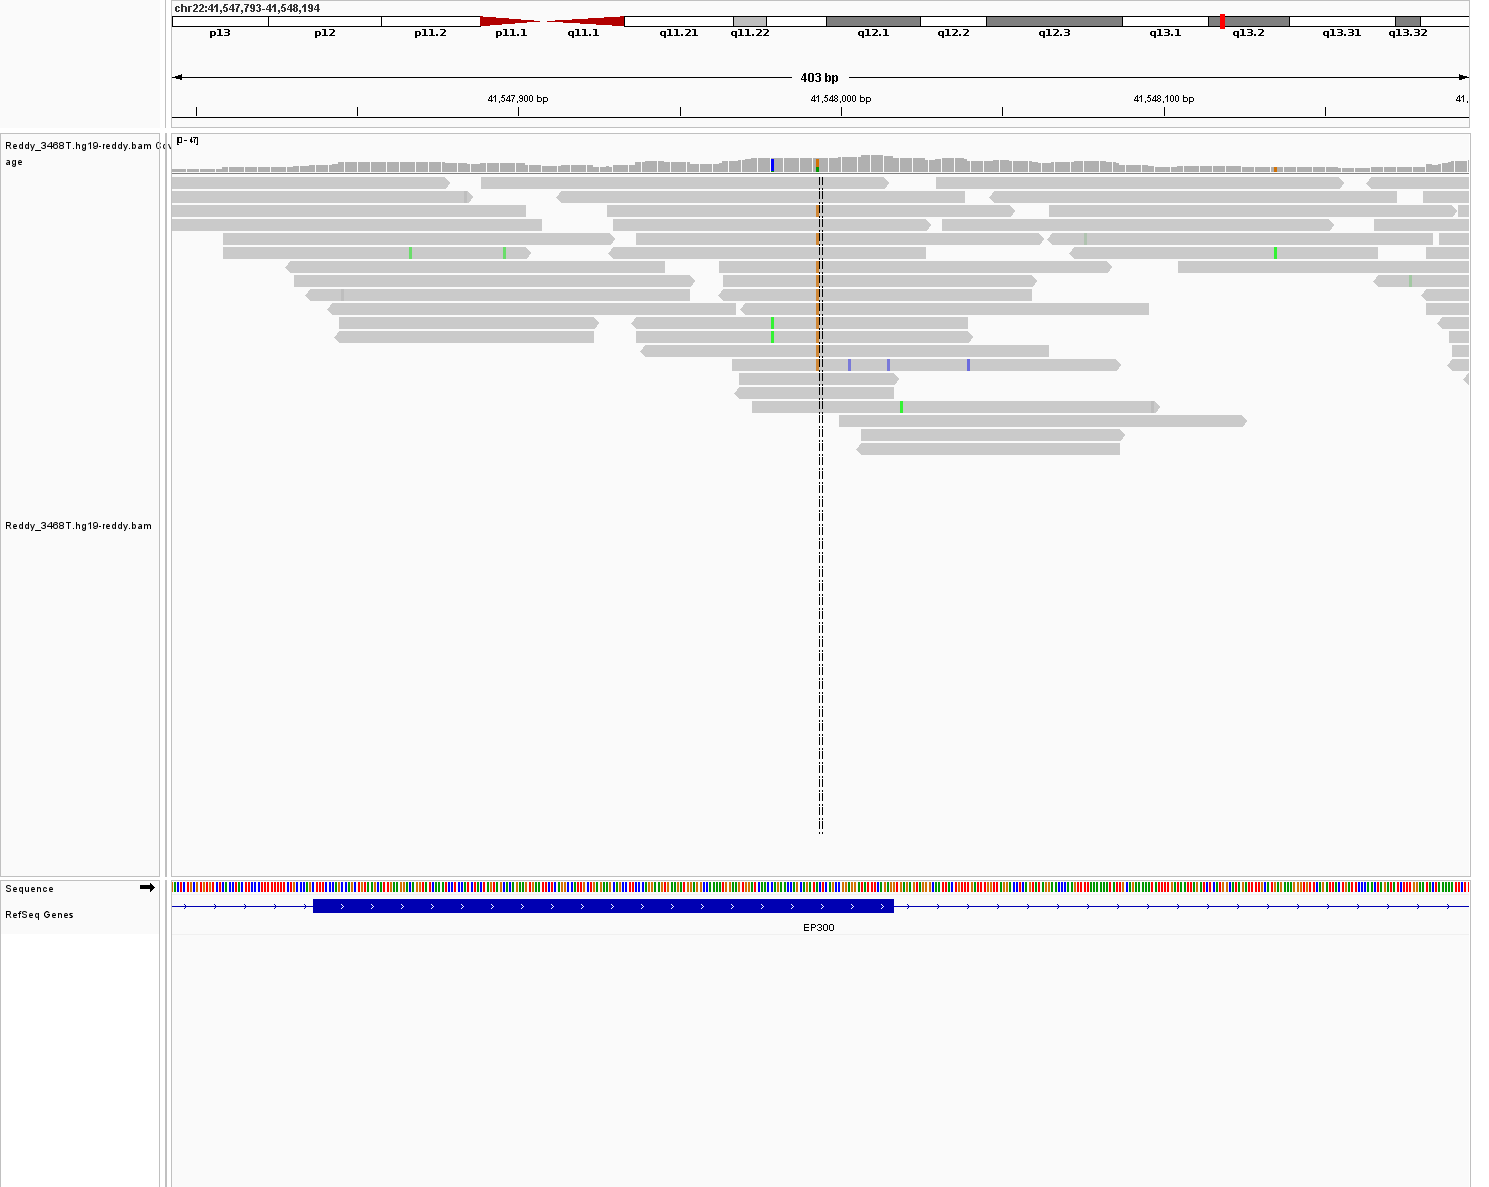 chr22:41,547,793-41,548,194
p13 p12 p11.2 p11.1 q11.1 q11.21 q11.22 q12.1 q12.2 q12.3 q13.1 q13.2 q13.31 q13.32
403 bp
41,547,900 bp 41,548,000 bp 41,548,100 bp 41,
[0 - 47]
Reddy_3468T.hg19-reddy.bam Cov
age
Reddy_3468T.hg19-reddy.bam
Sequence
RefSeq Genes
EP300